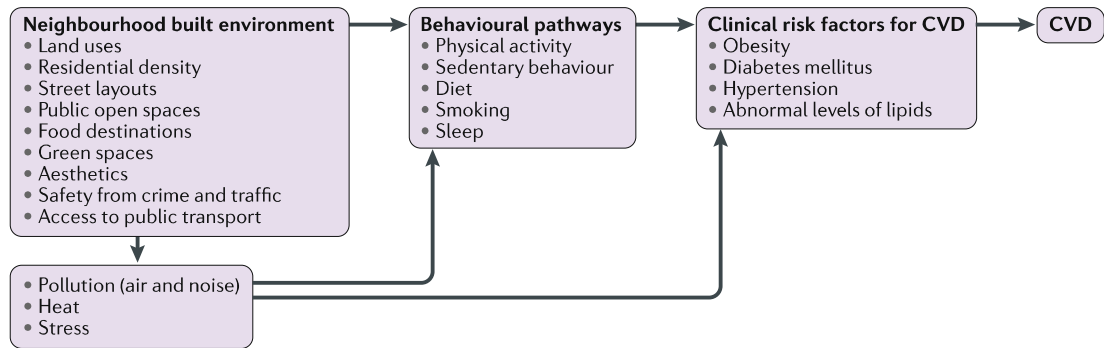 Neighbourhood built environment
• Land uses
• Residential density
• Street layouts
• Public open spaces
• Food destinations
• Green spaces
• Aesthetics
• Safety from crime and traffic
• Access to public transport
Behavioural pathways
• Physical activity
• Sedentary behaviour
• Diet
• Smoking
• Sleep
Clinical risk factors for CVD
• Obesity
• Diabetes mellitus
• Hypertension
• Abnormal levels of lipids
CVD
• Pollution (air and noise)
• Heat
• Stress